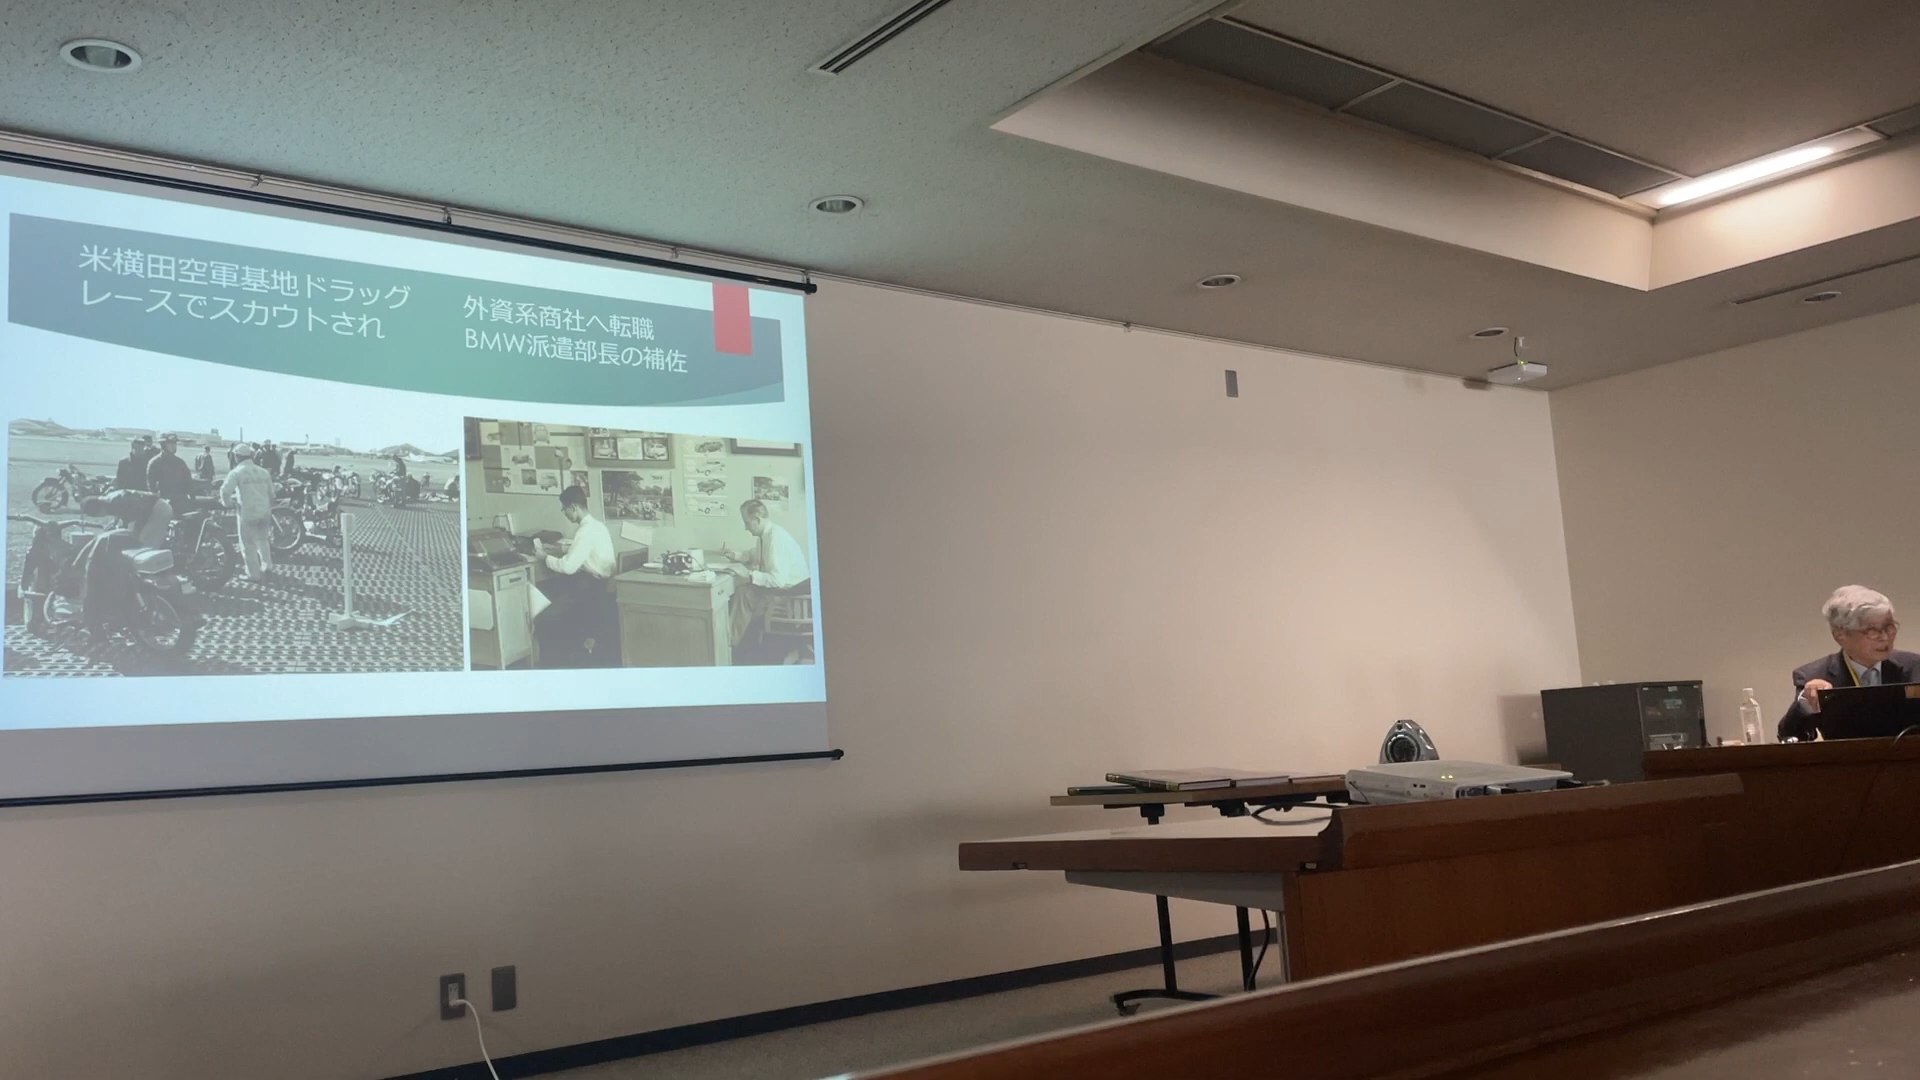 米横田空軍基地ドラッグ
レースでスカウトされ
外資系商社へ転職
BMW派遣部長の補佐